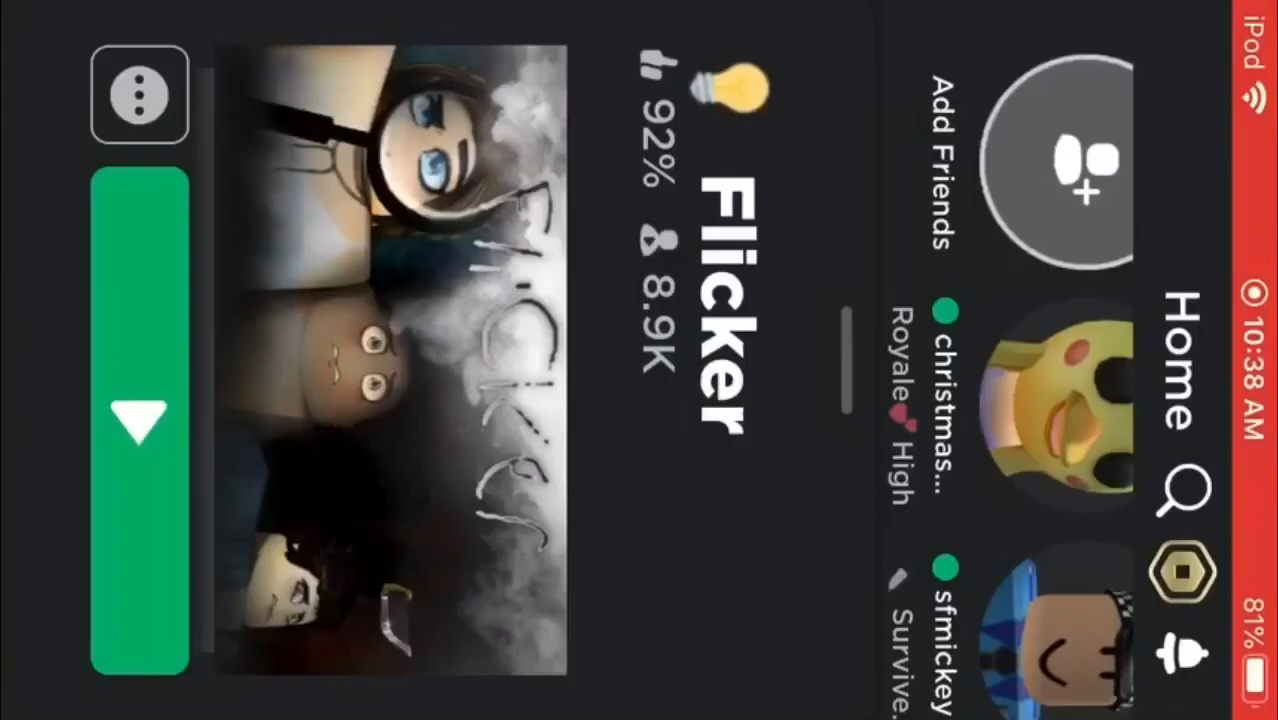 iPod 10:38 AM 81%
Home
Add Friends
christmas...
Royale💕 High
sfmickey
Survive.
💡 Flicker
92% 8.9K
FLICKER